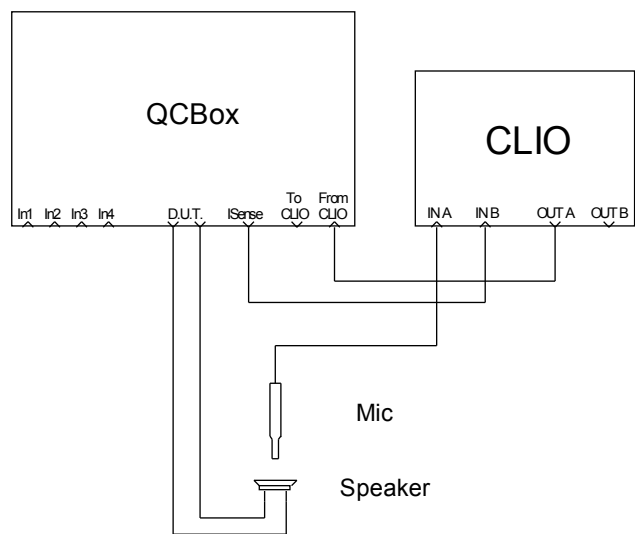 QCBox
CLIO
To From
In1 In2 In3 In4 D.U.T. ISense CLIO CLIO
IN A IN B OUT A OUT B
Mic
Speaker